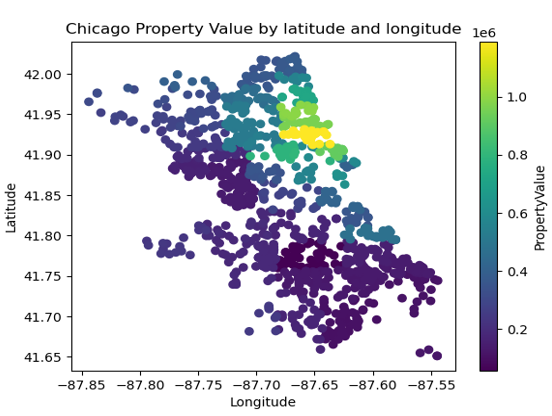 Chicago Property Value by latitude and longitude
1e6
42.00
41.95
41.90
41.85
41.80
41.75
41.70
41.65
Latitude
−87.85 −87.80 −87.75 −87.70 −87.65 −87.60 −87.55
Longitude
1.0
0.8
0.6
0.4
0.2
PropertyValue